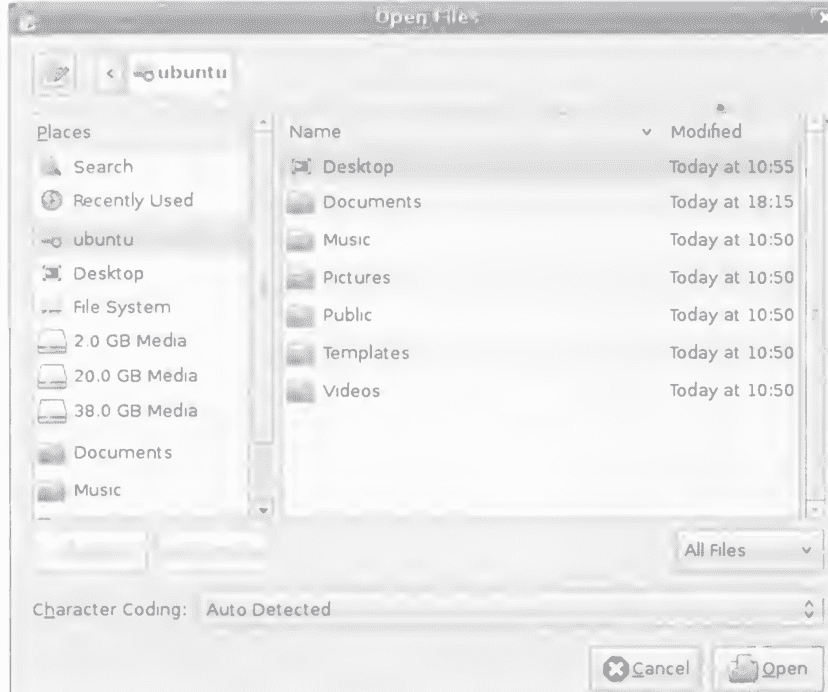 Open Files
< ubuntu
Places
Search
Recently Used
ubuntu
Desktop
File System
2.0 GB Media
20.0 GB Media
38.0 GB Media
Documents
Music
Name Modified
Desktop Today at 10:55
Documents Today at 18:15
Music Today at 10:50
Pictures Today at 10:50
Public Today at 10:50
Templates Today at 10:50
Videos Today at 10:50
All Files
Character Coding: Auto Detected
Cancel Open